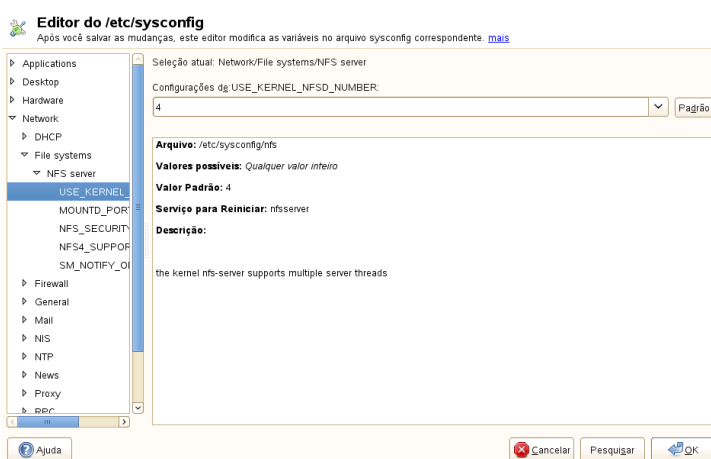 Editor do /etc/sysconfig
Após você salvar as mudanças, este editor modifica as variáveis no arquivo sysconfig correspondente. mais
Applications
Desktop
Hardware
Network
DHCP
File systems
NFS server
USE_KERNEL_
MOUNTD_POR
NFS_SECURITY
NFS4_SUPPOR
SM_NOTIFY_O
Firewall
General
Mail
NIS
NTP
News
Proxy
RPC
Seleção atual: Network/File systems/NFS server
Configurações de:USE_KERNEL_NFSD_NUMBER:
4
Padrão
Arquivo: /etc/sysconfig/nfs
Valores possíveis: Qualquer valor inteiro
Valor Padrão: 4
Serviço para Reiniciar: nfsserver
Descrição:
the kernel nfs-server supports multiple server threads
Ajuda
Cancelar
Pesquisar
OK